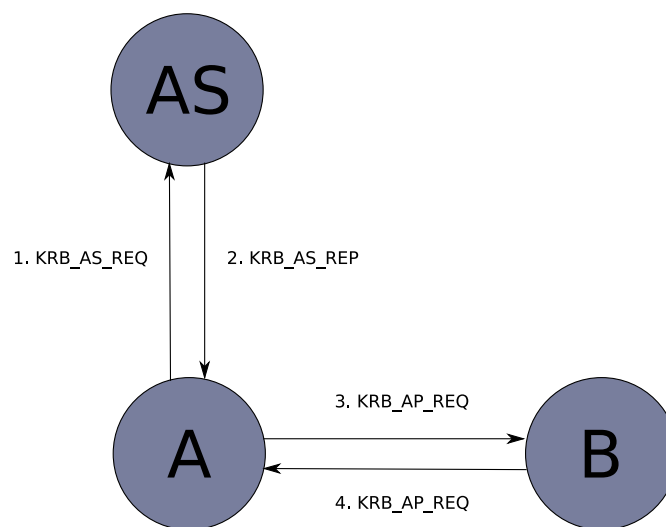 AS
1. KRB_AS_REQ
2. KRB_AS_REP
3. KRB_AP_REQ
A
B
4. KRB_AP_REQ